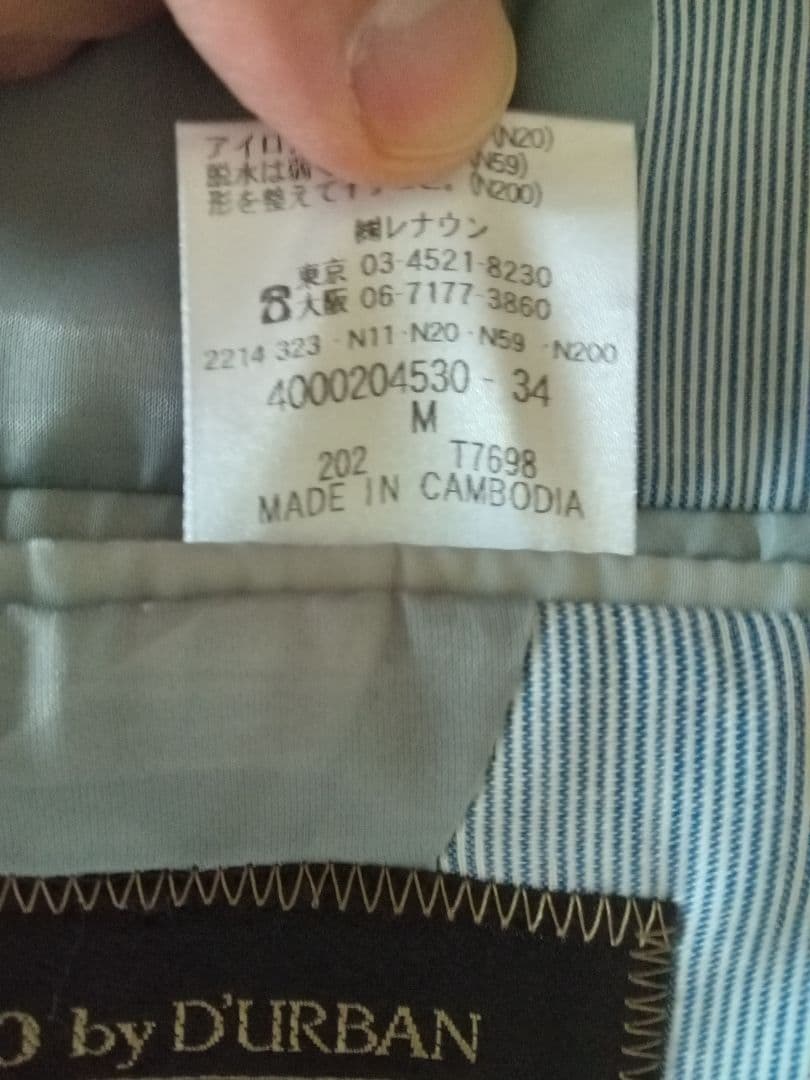 アイロ (N20)
脱水は弱く (N59)
形を整えて (N200)
㈱レナウン
東京 03-4521-8230
☎大阪 06-7177-3860
2214 323 -N11-N20-N59 -N200
4000204530 - 34
M
202 T7698
MADE IN CAMBODIA
by D'URBAN